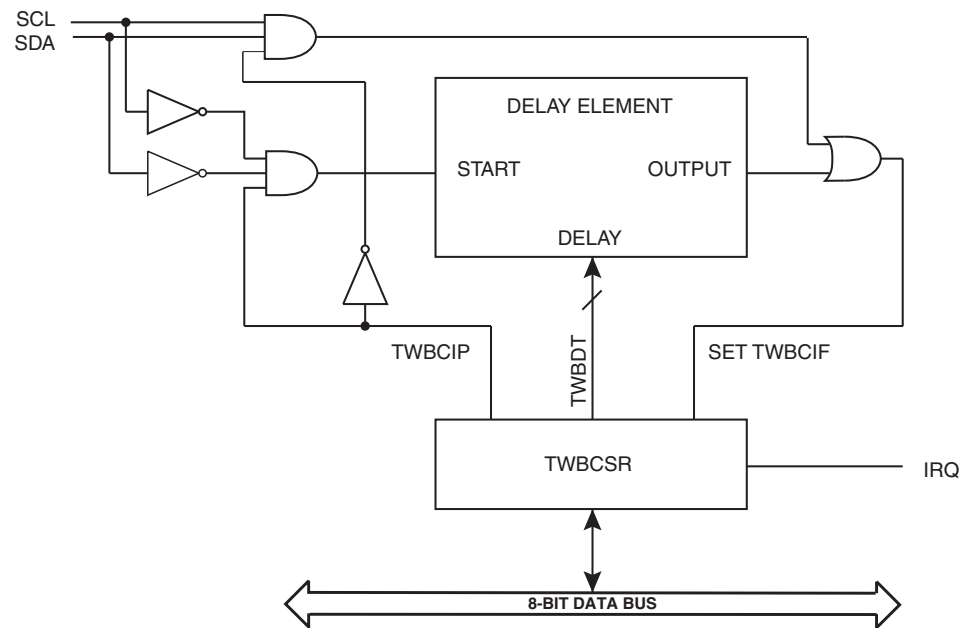 SCL
SDA
DELAY ELEMENT
START
OUTPUT
DELAY
TWBCIP
TWBDT
SET TWBCIF
TWBCSR
IRQ
8-BIT DATA BUS